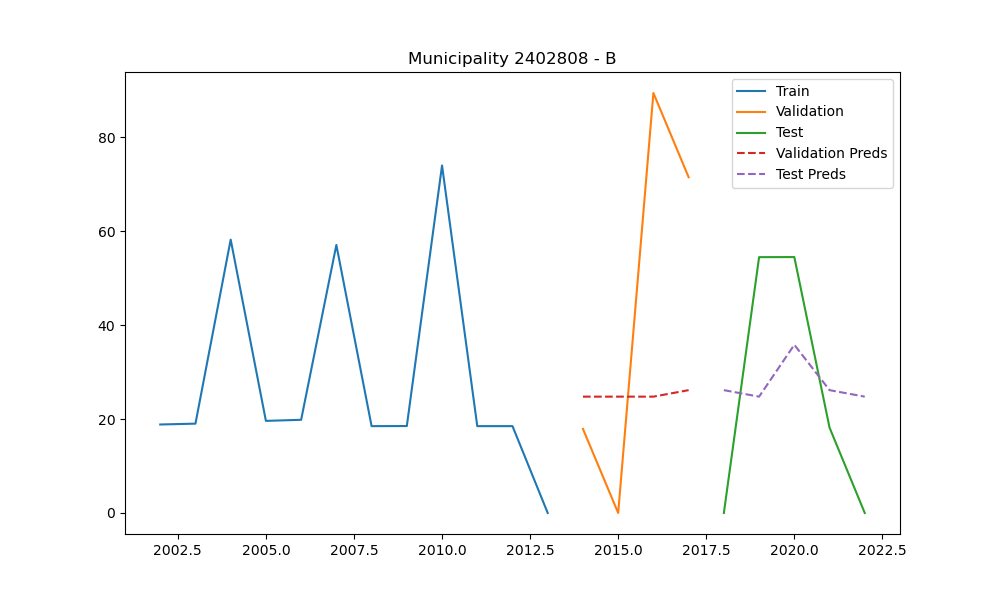 Municipality 2402808 - B
Train
Validation
Test
Validation Preds
Test Preds
80
60
40
20
0
2002.5 2005.0 2007.5 2010.0 2012.5 2015.0 2017.5 2020.0 2022.5